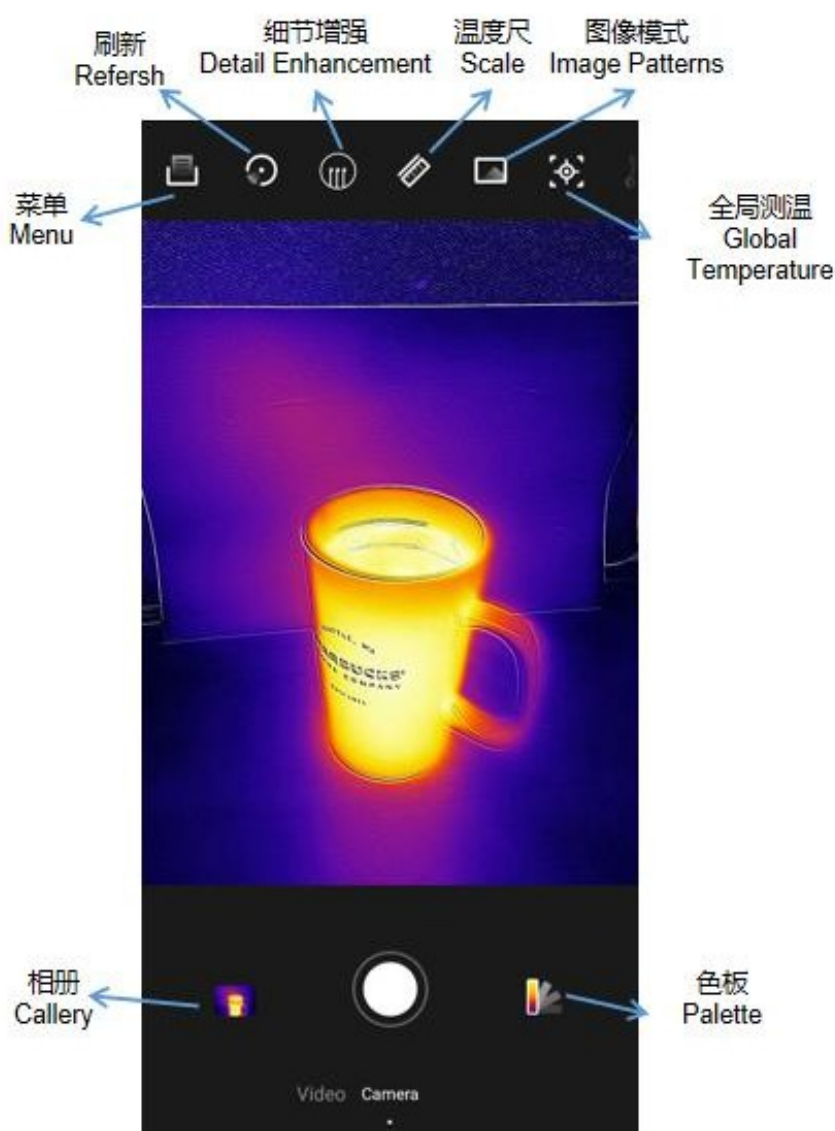 刷新
Refersh
细节增强
Detail Enhancement
温度尺
Scale
图像模式
Image Patterns
菜单
Menu
全局测温
Global
Temperature
COMPANY
相册
Callery
色板
Palette
Video Camera